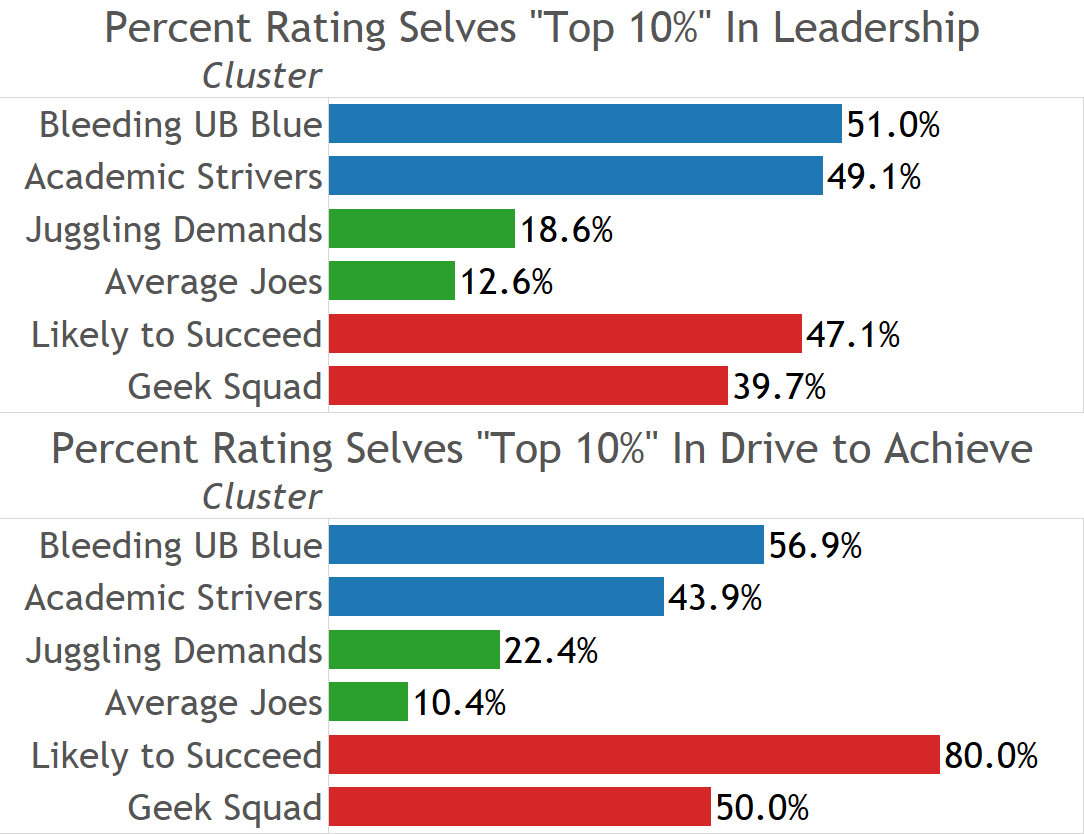 Percent Rating Selves "Top 10%" In Leadership
Cluster
Bleeding UB Blue 51.0%
Academic Strivers 49.1%
Juggling Demands 18.6%
Average Joes 12.6%
Likely to Succeed 47.1%
Geek Squad 39.7%
Percent Rating Selves "Top 10%" In Drive to Achieve
Cluster
Bleeding UB Blue 56.9%
Academic Strivers 43.9%
Juggling Demands 22.4%
Average Joes 10.4%
Likely to Succeed 80.0%
Geek Squad 50.0%